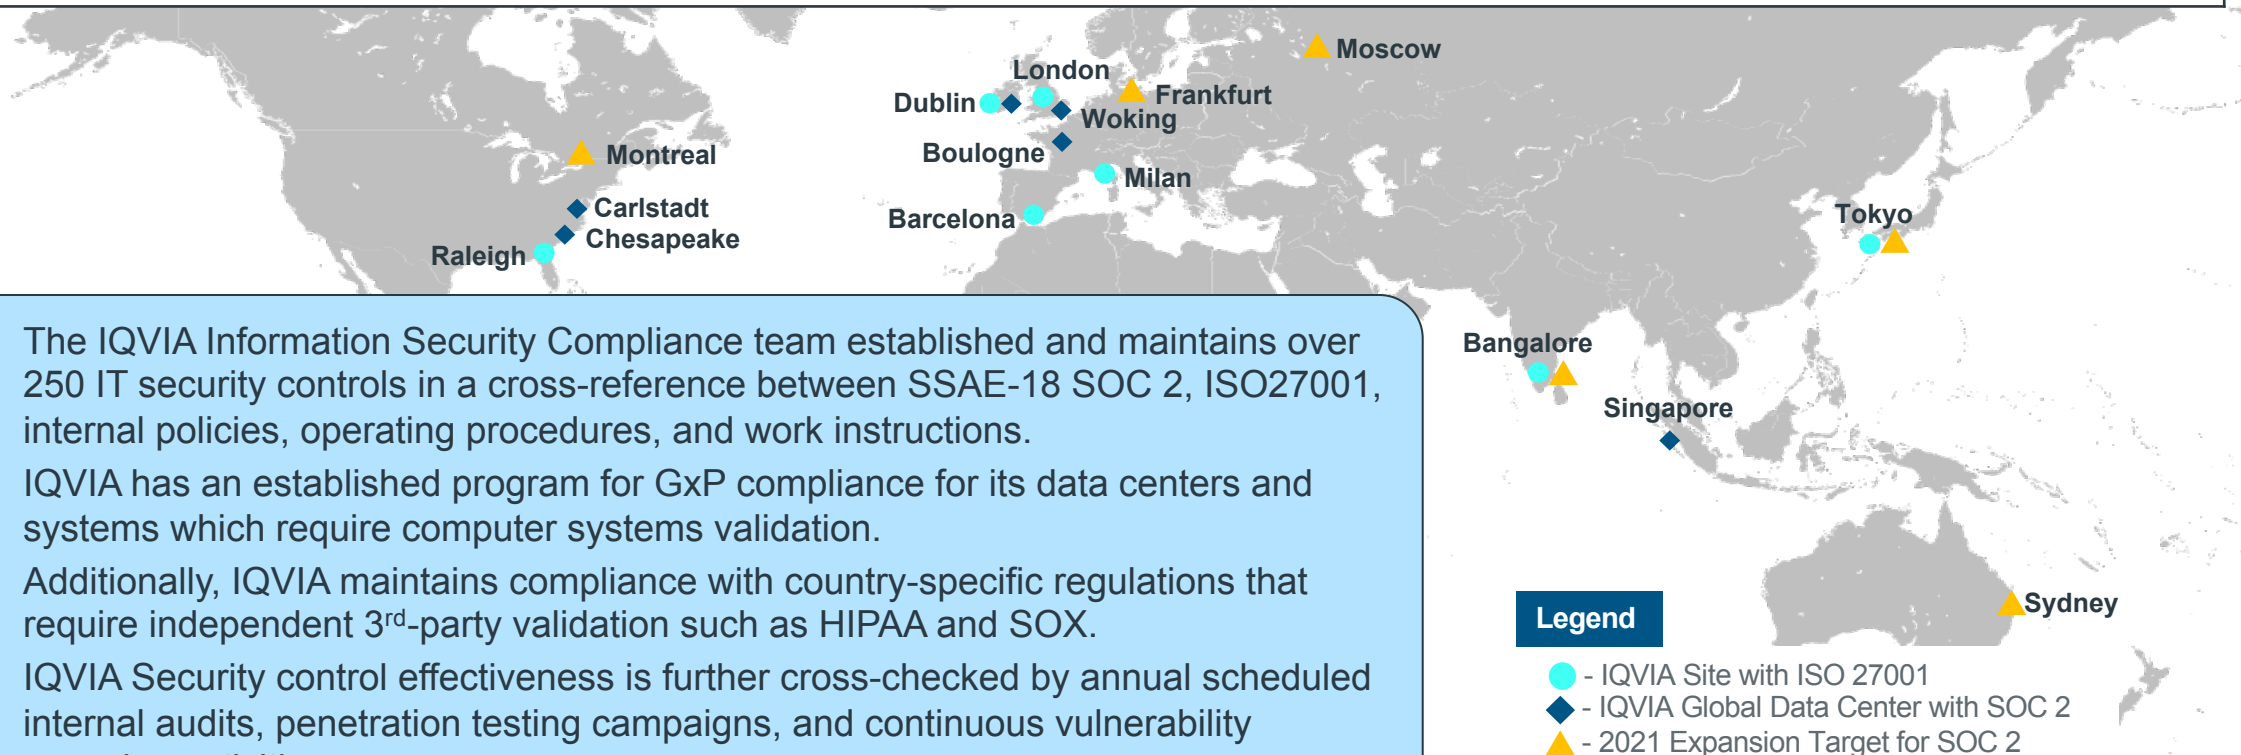 Moscow
London
Dublin
Frankfurt
Woking
Montreal
Boulogne
Milan
Carlstadt
Barcelona
Tokyo
Chesapeake
Raleigh
The IQVIA Information Security Compliance team established and maintains over
250 IT security controls in a cross-reference between SSAE-18 SOC 2, ISO27001,
internal policies, operating procedures, and work instructions.
IQVIA has an established program for GxP compliance for its data centers and
systems which require computer systems validation.
Additionally, IQVIA maintains compliance with country-specific regulations that
require independent 3rd-party validation such as HIPAA and SOX.
IQVIA Security control effectiveness is further cross-checked by annual scheduled
internal audits, penetration testing campaigns, and continuous vulnerability
Bangalore
Singapore
Sydney
Legend
- IQVIA Site with ISO 27001
- IQVIA Global Data Center with SOC 2
- 2021 Expansion Target for SOC 2